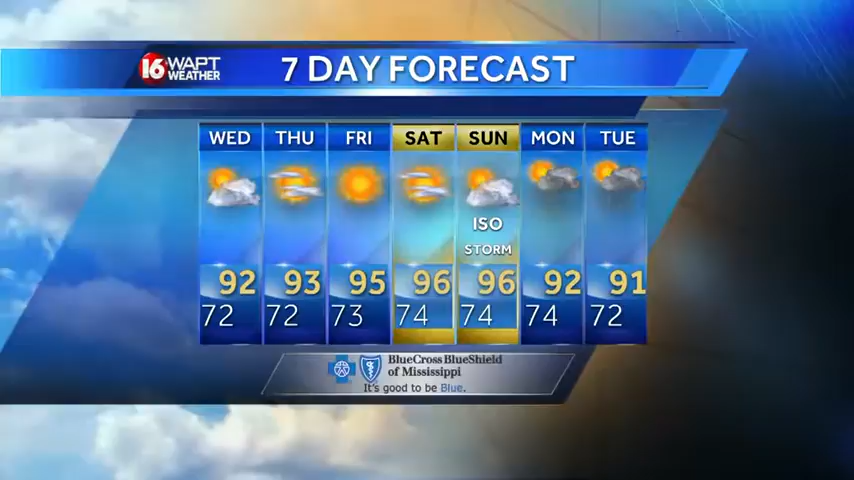 16 WAPT WEATHER
7 DAY FORECAST
WED THU FRI SAT SUN MON TUE
ISO
STORM
92 93 95 96 96 92 91
72 72 73 74 74 74 72
BlueCross BlueShield
of Mississippi
It's good to be Blue.